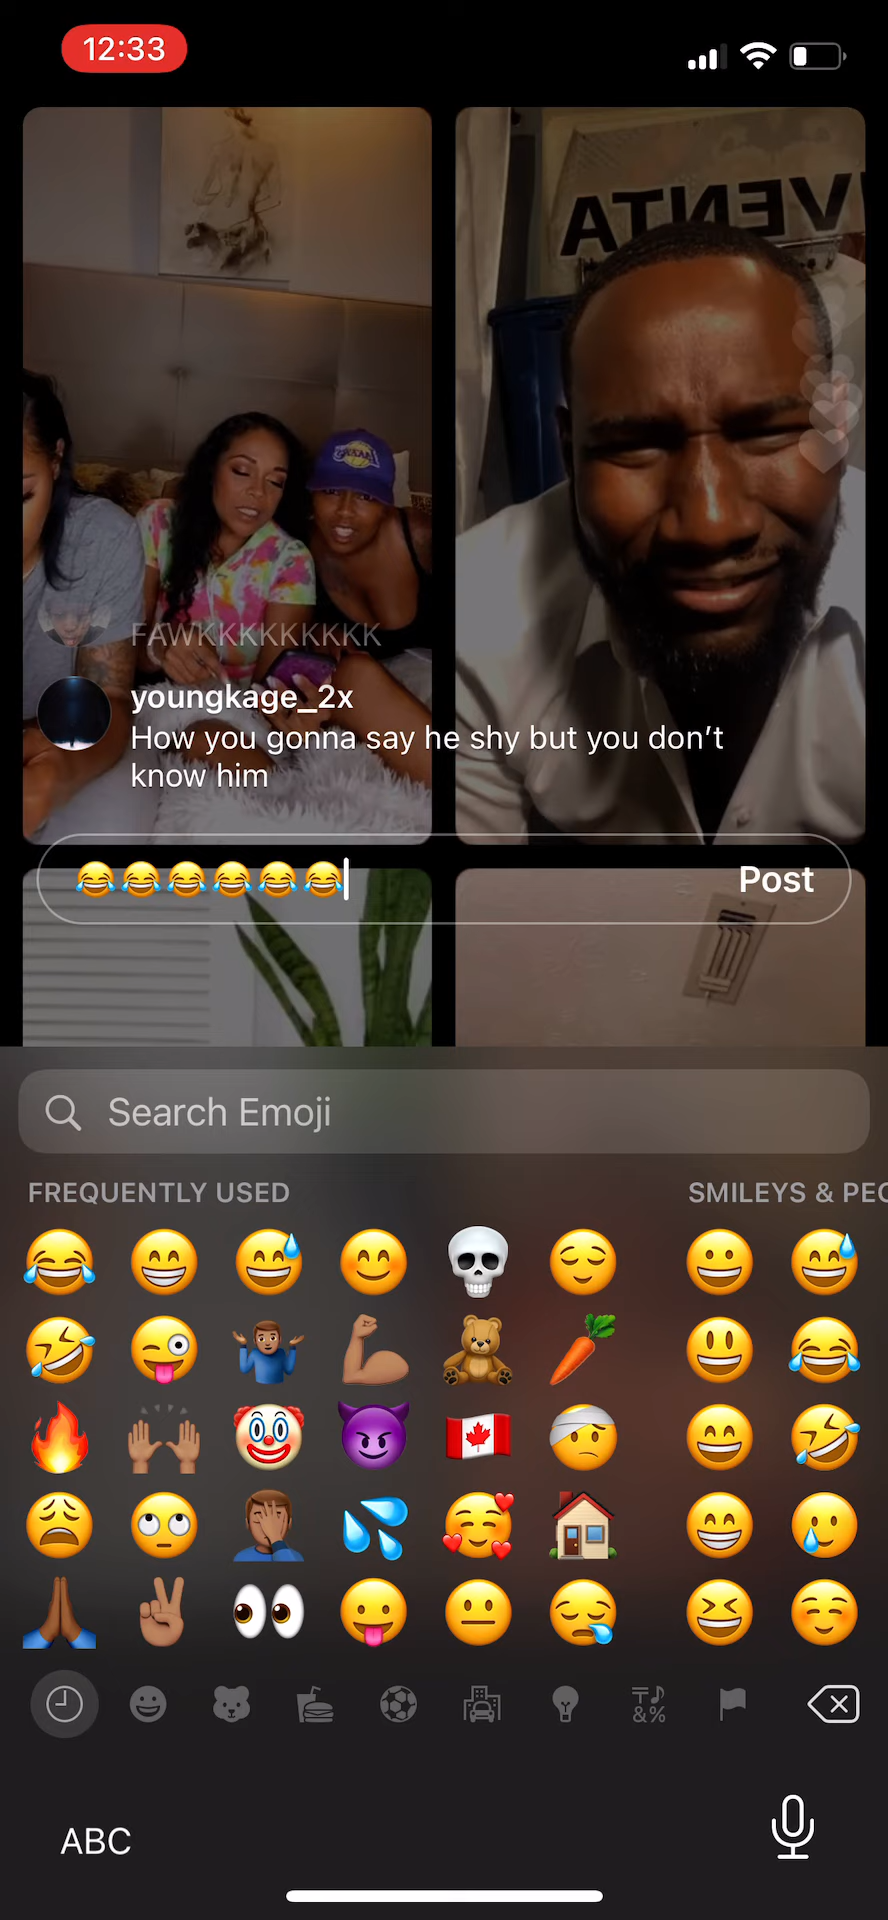 12:33
VENTA
FAWKKKKKKKKK
youngkage_2x
How you gonna say he shy but you don’t
know him
😂😂😂😂😂😂 Post
Search Emoji
FREQUENTLY USED SMILEYS & PEO
ABC